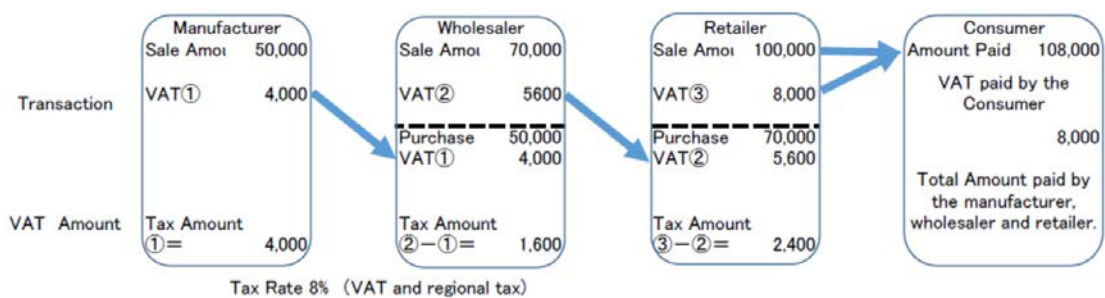 Manufacturer
Sale Amou 50,000
VAT① 4,000
Tax Amount
①= 4,000
Wholesaler
Sale Amou 70,000
VAT② 5600
Purchase 50,000
VAT① 4,000
Tax Amount
②-①= 1,600
Retailer
Sale Amou 100,000
VAT③ 8,000
Purchase 70,000
VAT② 5,600
Tax Amount
③-②= 2,400
Consumer
Amount Paid 108,000
VAT paid by the
Consumer
8,000
Total Amount paid by
the manufacturer,
wholesaler and retailer.
Transaction
VAT Amount
Tax Rate 8% (VAT and regional tax)